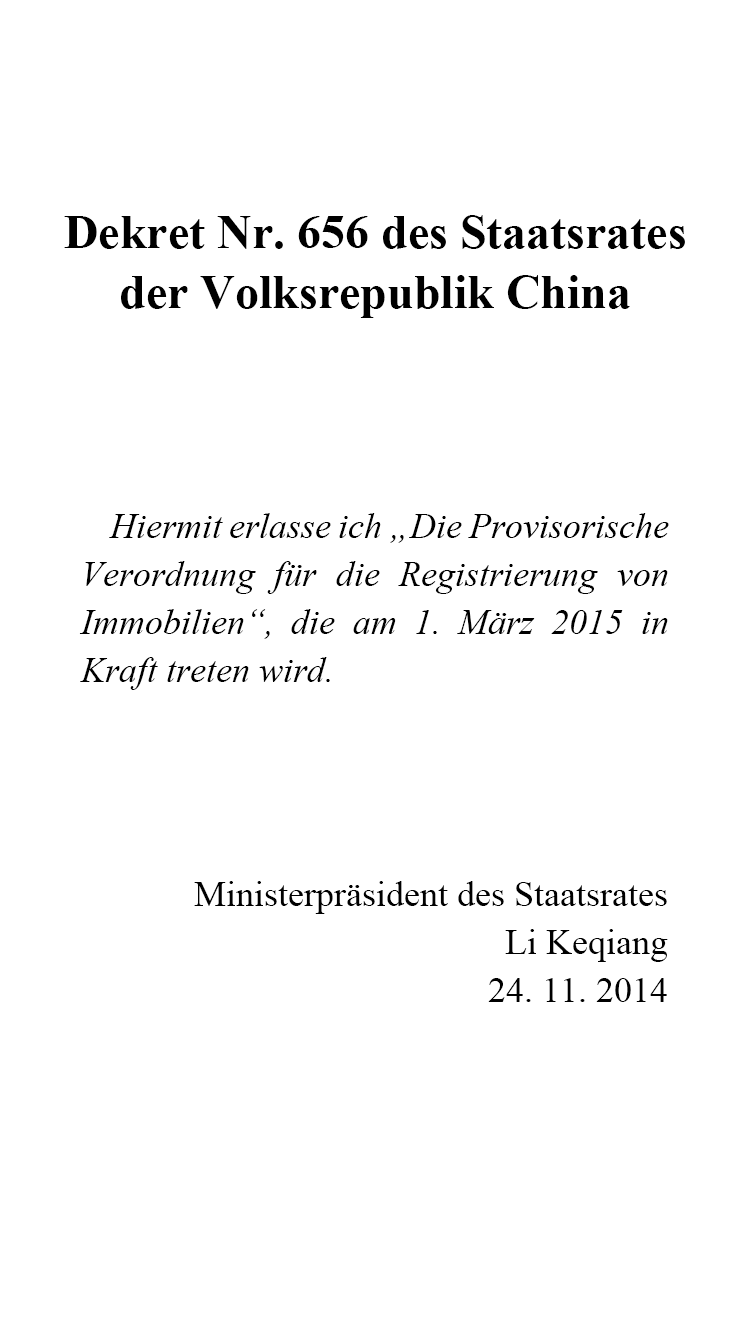 Dekret Nr. 656 des Staatsrates
der Volksrepublik China
Hiermit erlasse ich „Die Provisorische
Verordnung für die Registrierung von
Immobilien“, die am 1. März 2015 in
Kraft treten wird.
Ministerpräsident des Staatsrates
Li Keqiang
24. 11. 2014